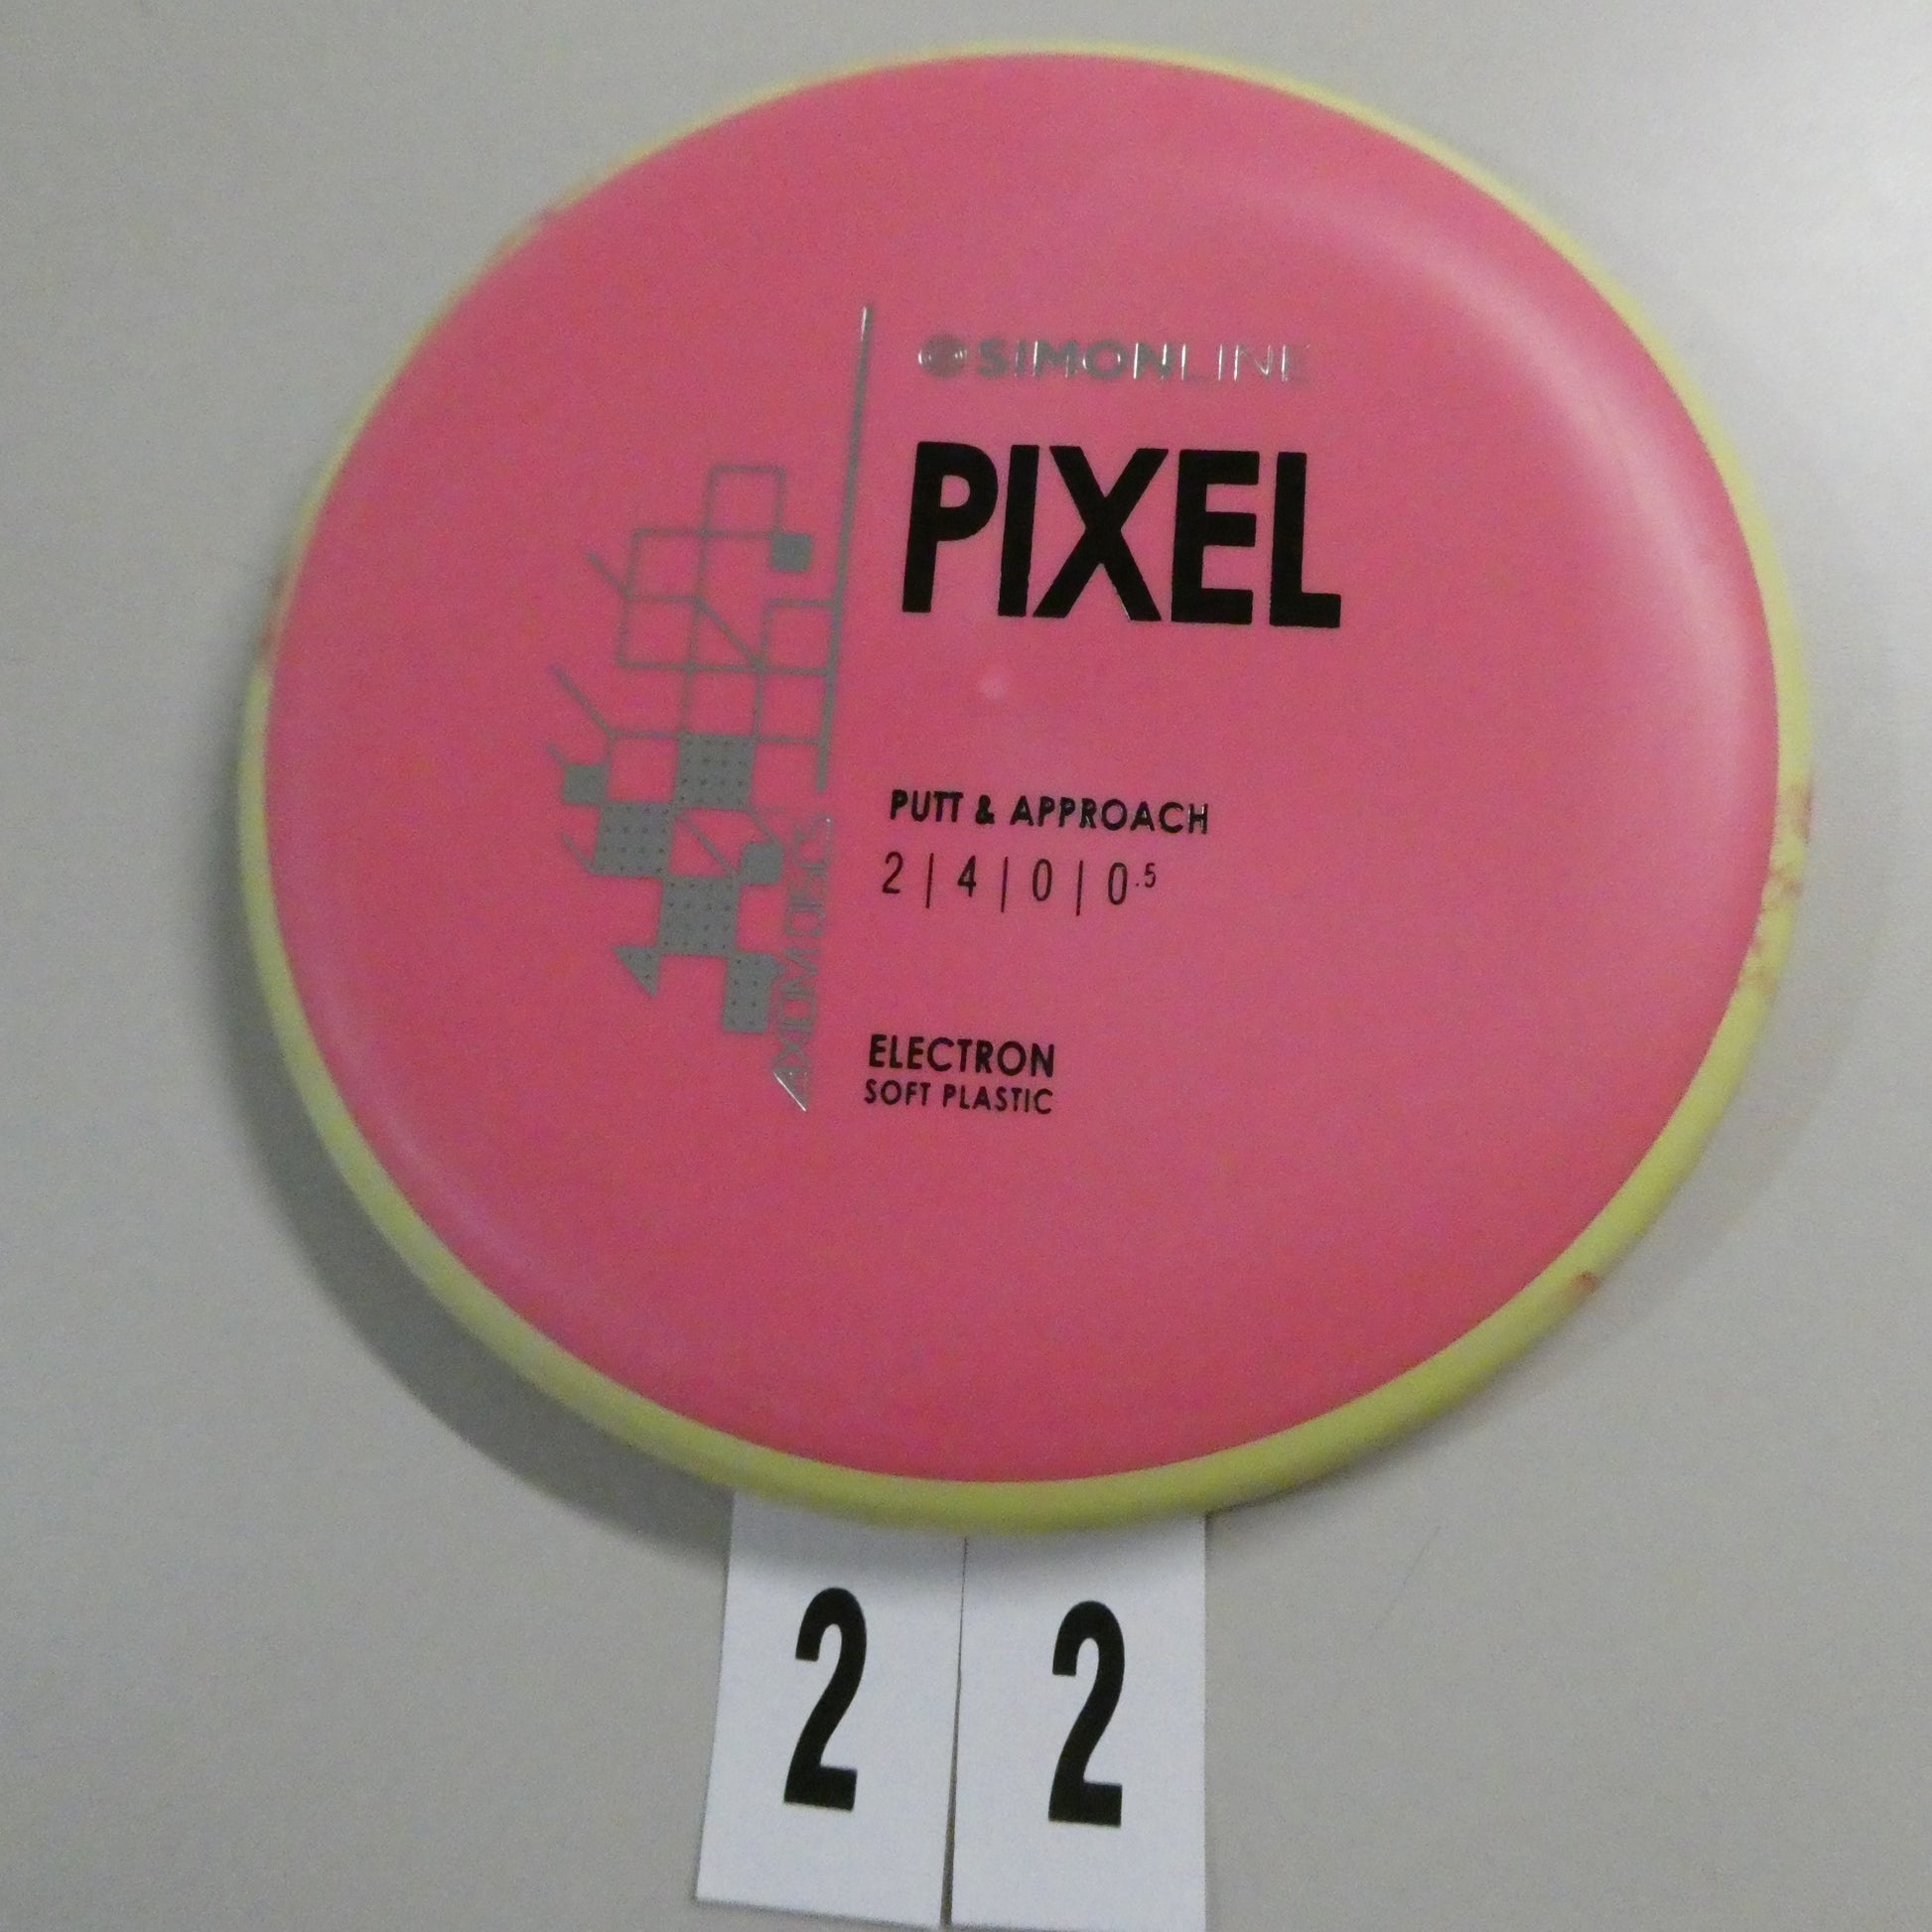 SIMONLINE
PIXEL
PUTT & APPROACH
2 | 4 | 0 | 0.5
AXIOM DISCS
ELECTRON
SOFT PLASTIC
2 2